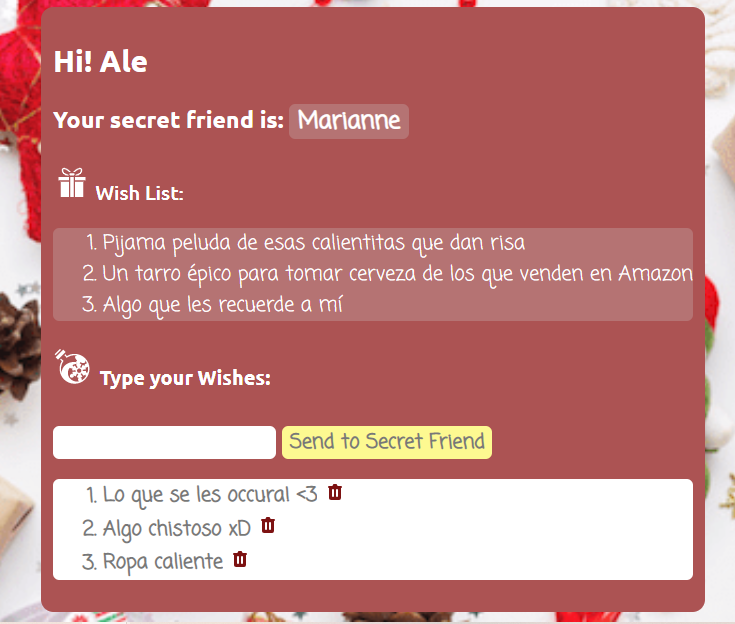 Hi! Ale
Your secret friend is: Marianne
Wish List:
1. Pijama peluda de esas calientitas que dan risa
2. Un tarro épico para tomar cerveza de los que venden en Amazon
3. Algo que les recuerde a mí
Type your Wishes:
Send to Secret Friend
1. Lo que se les occura! <3
2. Algo chistoso xD
3. Ropa caliente